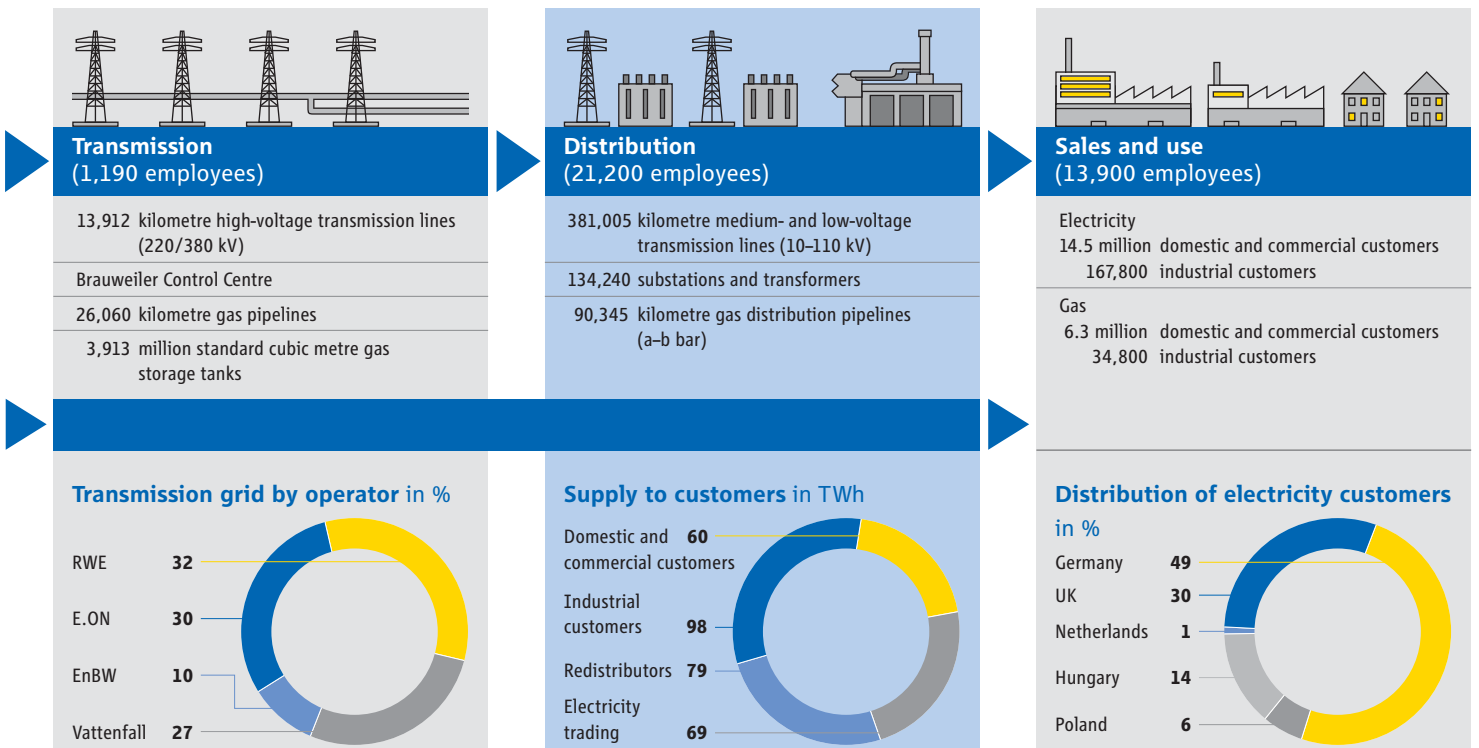 Transmission
(1,190 employees)
13,912 kilometre high-voltage transmission lines
(220/380 kV)
Brauweiler Control Centre
26,060 kilometre gas pipelines
3,913 million standard cubic metre gas
storage tanks
Distribution
(21,200 employees)
381,005 kilometre medium- and low-voltage
transmission lines (10–110 kV)
134,240 substations and transformers
90,345 kilometre gas distribution pipelines
(a–b bar)
Sales and use
(13,900 employees)
Electricity
14.5 million domestic and commercial customers
167,800 industrial customers
Gas
6.3 million domestic and commercial customers
34,800 industrial customers
Transmission grid by operator in %
RWE 32
E.ON 30
EnBW 10
Vattenfall 27
Supply to customers in TWh
Domestic and 60
commercial customers
Industrial
customers 98
Redistributors 79
Electricity
trading 69
Distribution of electricity customers
in %
Germany 49
UK 30
Netherlands 1
Hungary 14
Poland 6